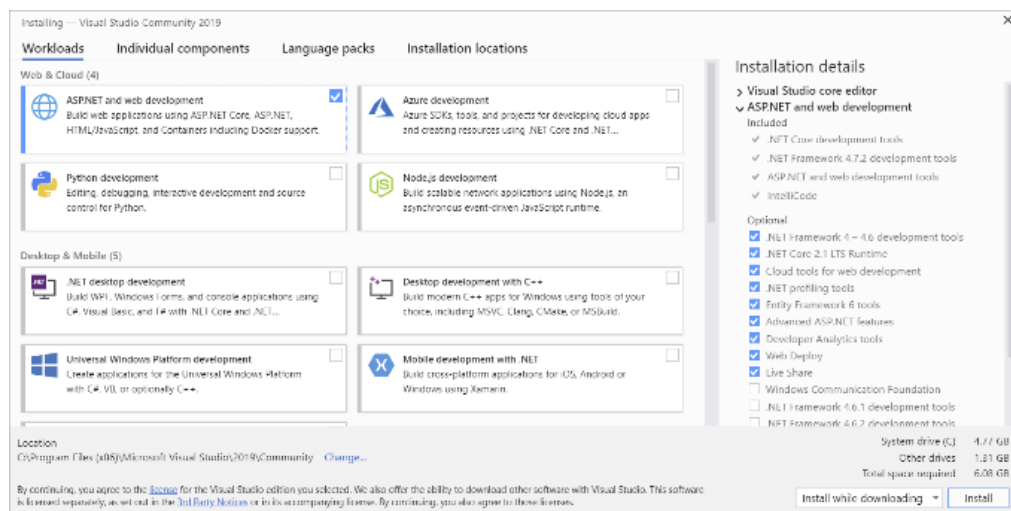 Installing — Visual Studio Community 2019
Workloads
Individual components
Language packs
Installation locations
Web & Cloud (4)
ASP.NET and web development
Build web applications using ASP.NET Core, ASP.NET,
HTML/JavaScript, and Containers including Docker support.
Azure development
Azure SDKs, tools, and projects for developing cloud apps
and creating resources using .NET Core and .NET...
Python development
Editing, debugging, interactive development and source
control for Python.
Node.js development
Build scalable network applications using Node.js, an
asynchronous event-driven JavaScript runtime.
Desktop & Mobile (5)
.NET desktop development
Build WPF, Windows Forms, and console applications using
C#, Visual Basic, and F# with .NET Core and .NET...
Desktop development with C++
Build modern C++ apps for Windows using tools of your
choice, including MSVC, Clang, CMake, or MSBuild.
Universal Windows Platform development
Create applications for the Universal Windows Platform
with C#, VB, or optionally C++.
Mobile development with .NET
Build cross-platform applications for iOS, Android or
Windows using Xamarin.
Installation details
Visual Studio core editor
ASP.NET and web development
Included
.NET Core development tools
.NET Framework 4.7.2 development tools
ASP.NET and web development tools
IntelliCode
Optional
.NET Framework 4 – 4.6 development tools
.NET Core 2.1 LTS Runtime
Cloud tools for web development
.NET profiling tools
Entity Framework 6 tools
Advanced ASP.NET features
Developer Analytics tools
Web Deploy
Live Share
Windows Communication Foundation
.NET Framework 4.6.1 development tools
.NET Framework 4.6.2 development tools
Location
C:\Program Files (x86)\Microsoft Visual Studio\2019\Community Change...
System drive (C) 4.77 GB
Other drives 1.31 GB
Total space required 6.08 GB
By continuing, you agree to the license for the Visual Studio edition you selected. We also offer the ability to download other software with Visual Studio. This software
is licensed separately, as set out in the 3rd Party Notices or in its accompanying license. By continuing, you also agree to those licenses.
Install while downloading
Install